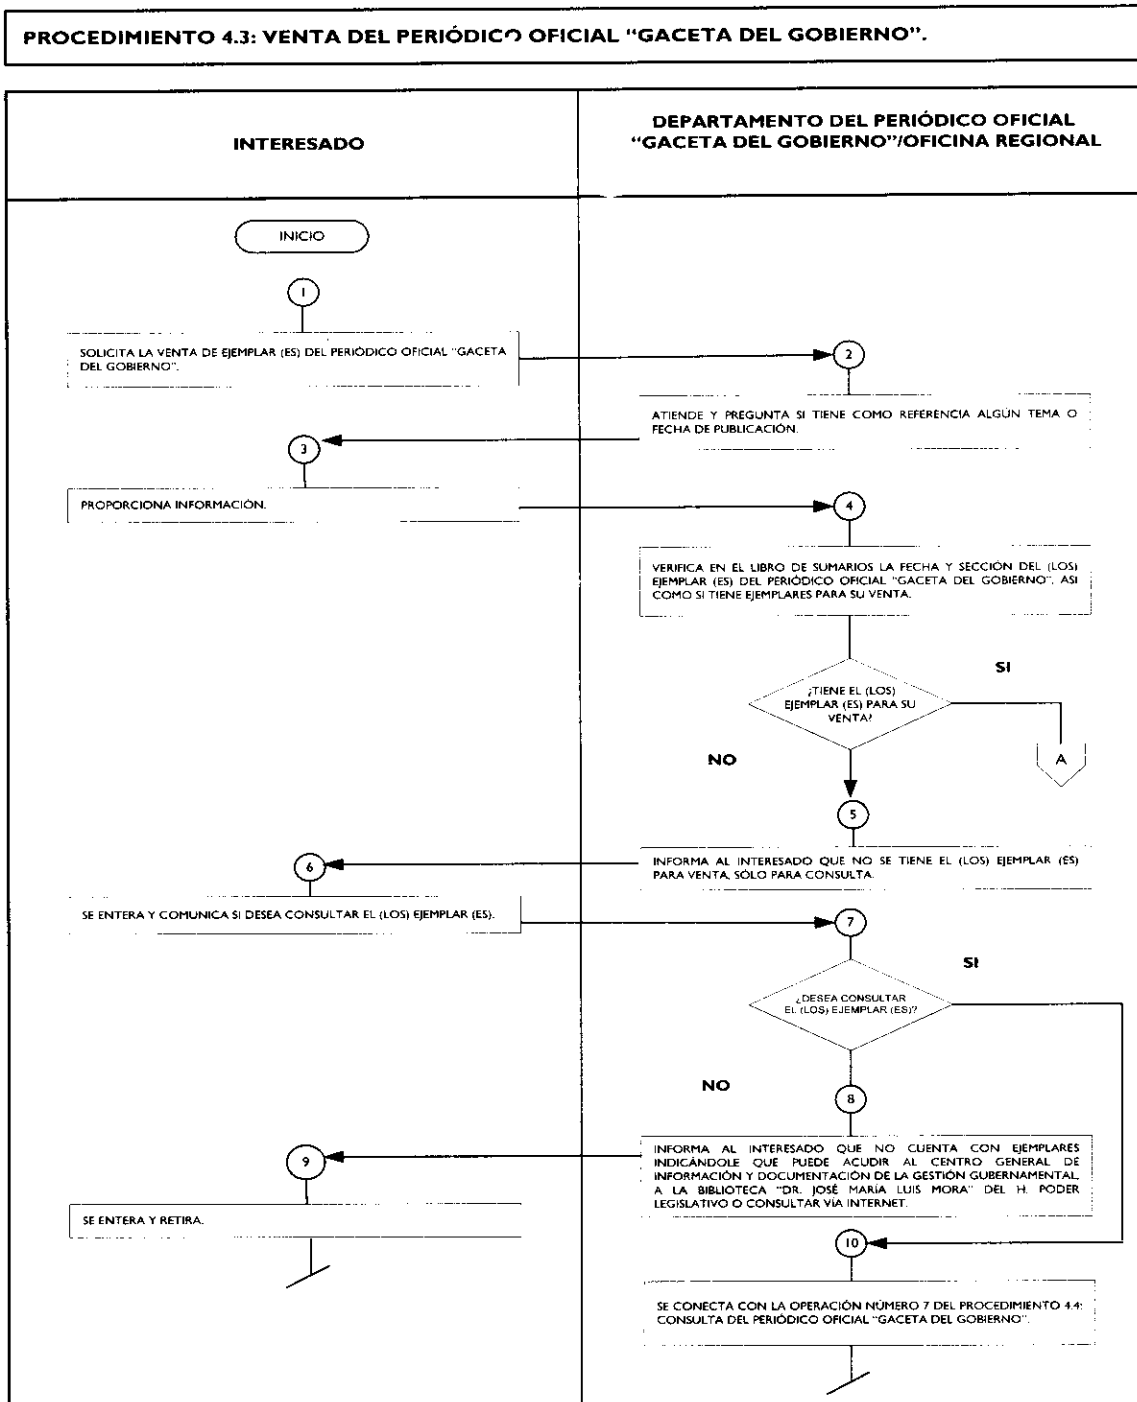 PROCEDIMIENTO 4.3: VENTA DEL PERIÓDICO OFICIAL "GACETA DEL GOBIERNO".
INTERESADO
DEPARTAMENTO DEL PERIÓDICO OFICIAL
"GACETA DEL GOBIERNO"/OFICINA REGIONAL
INICIO
1
SOLICITA LA VENTA DE EJEMPLAR (ES) DEL PERIÓDICO OFICIAL "GACETA
DEL GOBIERNO".
2
ATIENDE Y PREGUNTA SI TIENE COMO REFERENCIA ALGÚN TEMA O
FECHA DE PUBLICACIÓN.
3
PROPORCIONA INFORMACIÓN.
4
VERIFICA EN EL LIBRO DE SUMARIOS LA FECHA Y SECCIÓN DEL (LOS)
EJEMPLAR (ES) DEL PERIÓDICO OFICIAL "GACETA DEL GOBIERNO", ASI
COMO SI TIENE EJEMPLARES PARA SU VENTA.
¿TIENE EL (LOS)
EJEMPLAR (ES) PARA SU
VENTA?
SI
A
NO
5
INFORMA AL INTERESADO QUE NO SE TIENE EL (LOS) EJEMPLAR (ES)
PARA VENTA, SÓLO PARA CONSULTA.
6
SE ENTERA Y COMUNICA SI DESEA CONSULTAR EL (LOS) EJEMPLAR (ES).
7
¿DESEA CONSULTAR
EL (LOS) EJEMPLAR (ES)?
SI
NO
8
INFORMA AL INTERESADO QUE NO CUENTA CON EJEMPLARES
INDICÁNDOLE QUE PUEDE ACUDIR AL CENTRO GENERAL DE
INFORMACIÓN Y DOCUMENTACIÓN DE LA GESTIÓN GUBERNAMENTAL,
A LA BIBLIOTECA "DR. JOSÉ MARÍA LUIS MORA" DEL H. PODER
LEGISLATIVO O CONSULTAR VÍA INTERNET.
9
SE ENTERA Y RETIRA.
10
SE CONECTA CON LA OPERACIÓN NÚMERO 7 DEL PROCEDIMIENTO 4.4:
CONSULTA DEL PERIÓDICO OFICIAL "GACETA DEL GOBIERNO".